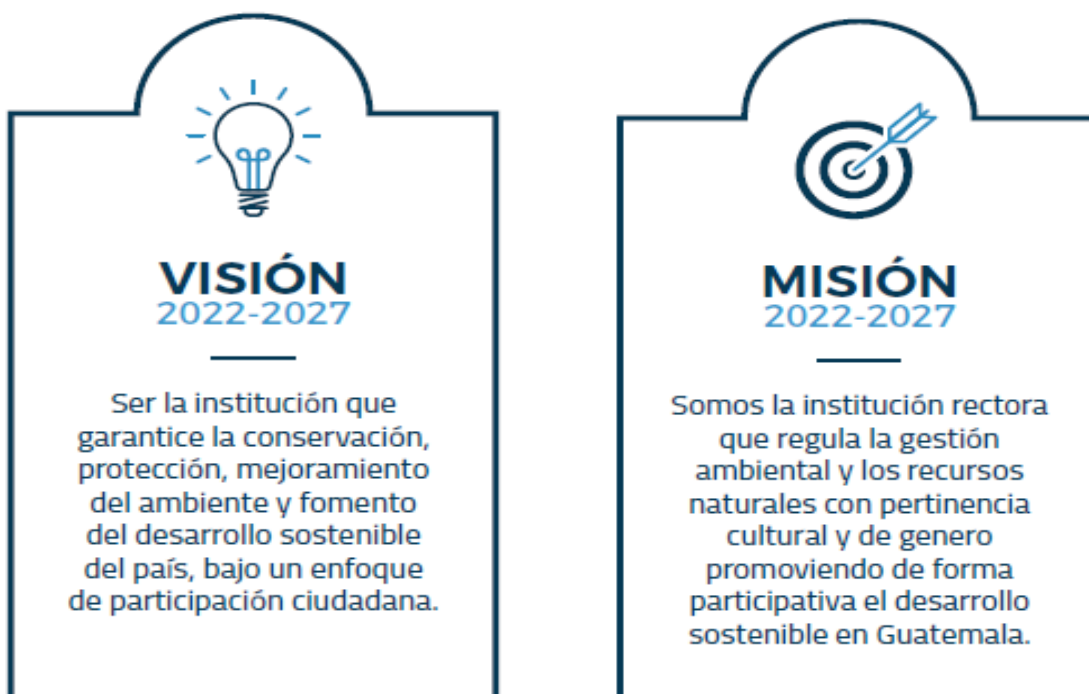 VISIÓN
2022-2027
Ser la institución que
garantice la conservación,
protección, mejoramiento
del ambiente y fomento
del desarrollo sostenible
del país, bajo un enfoque
de participación ciudadana.
MISIÓN
2022-2027
Somos la institución rectora
que regula la gestión
ambiental y los recursos
naturales con pertinencia
cultural y de genero
promoviendo de forma
participativa el desarrollo
sostenible en Guatemala.